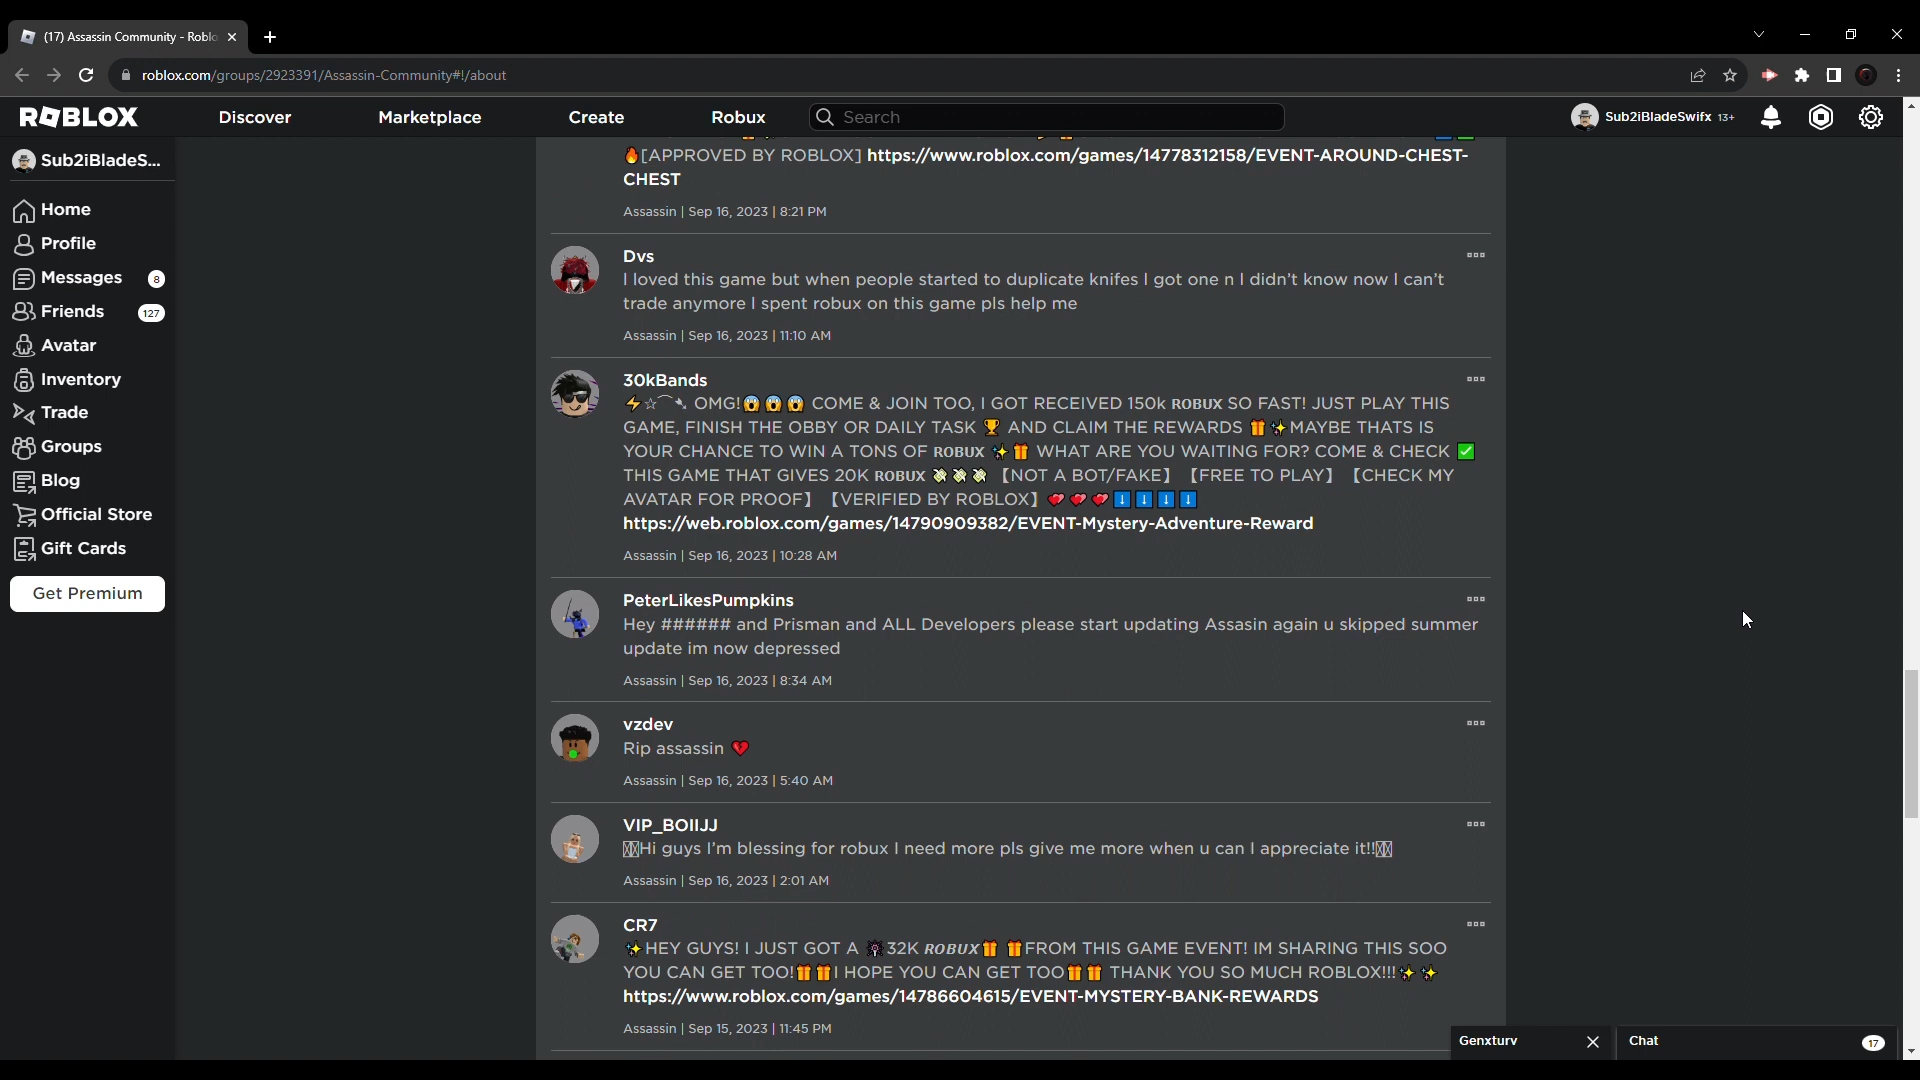 (17) Assassin Community - Roblo
roblox.com/groups/2923391/Assassin-Community#!/about
ROBLOX
Discover
Marketplace
Create
Robux
Search
Sub2iBladeSwifx 13+
Sub2iBladeS...
Home
Profile
Messages 8
Friends 127
Avatar
Inventory
Trade
Groups
Blog
Official Store
Gift Cards
Get Premium
🔥[APPROVED BY ROBLOX] https://www.roblox.com/games/14778312158/EVENT-AROUND-CHEST-
CHEST
Assassin | Sep 16, 2023 | 8:21 PM
Dvs
I loved this game but when people started to duplicate knifes I got one n I didn't know now I can't
trade anymore I spent robux on this game pls help me
Assassin | Sep 16, 2023 | 11:10 AM
30kBands
⚡☆⌒➴ OMG!😱😱😱 COME & JOIN TOO, I GOT RECEIVED 150k ROBUX SO FAST! JUST PLAY THIS
GAME, FINISH THE OBBY OR DAILY TASK 🏆 AND CLAIM THE REWARDS 🎁✨MAYBE THATS IS
YOUR CHANCE TO WIN A TONS OF ROBUX ✨🎁 WHAT ARE YOU WAITING FOR? COME & CHECK ✅
THIS GAME THAT GIVES 20K ROBUX 💸💸💸【NOT A BOT/FAKE】【FREE TO PLAY】【CHECK MY
AVATAR FOR PROOF】【VERIFIED BY ROBLOX】❤️❤️❤️⬇️⬇️⬇️⬇️
https://web.roblox.com/games/14790909382/EVENT-Mystery-Adventure-Reward
Assassin | Sep 16, 2023 | 10:28 AM
PeterLikesPumpkins
Hey ###### and Prisman and ALL Developers please start updating Assasin again u skipped summer
update im now depressed
Assassin | Sep 16, 2023 | 8:34 AM
vzdev
Rip assassin 💔
Assassin | Sep 16, 2023 | 5:40 AM
VIP_BOIIJJ
Hi guys I'm blessing for robux I need more pls give me more when u can I appreciate it!!
Assassin | Sep 16, 2023 | 2:01 AM
CR7
✨HEY GUYS! I JUST GOT A 32K ROBUX🎁 🎁FROM THIS GAME EVENT! IM SHARING THIS SOO
YOU CAN GET TOO!🎁🎁I HOPE YOU CAN GET TOO🎁🎁 THANK YOU SO MUCH ROBLOX!!!✨✨
https://www.roblox.com/games/14786604615/EVENT-MYSTERY-BANK-REWARDS
Assassin | Sep 15, 2023 | 11:45 PM
Genxturv
Chat 17